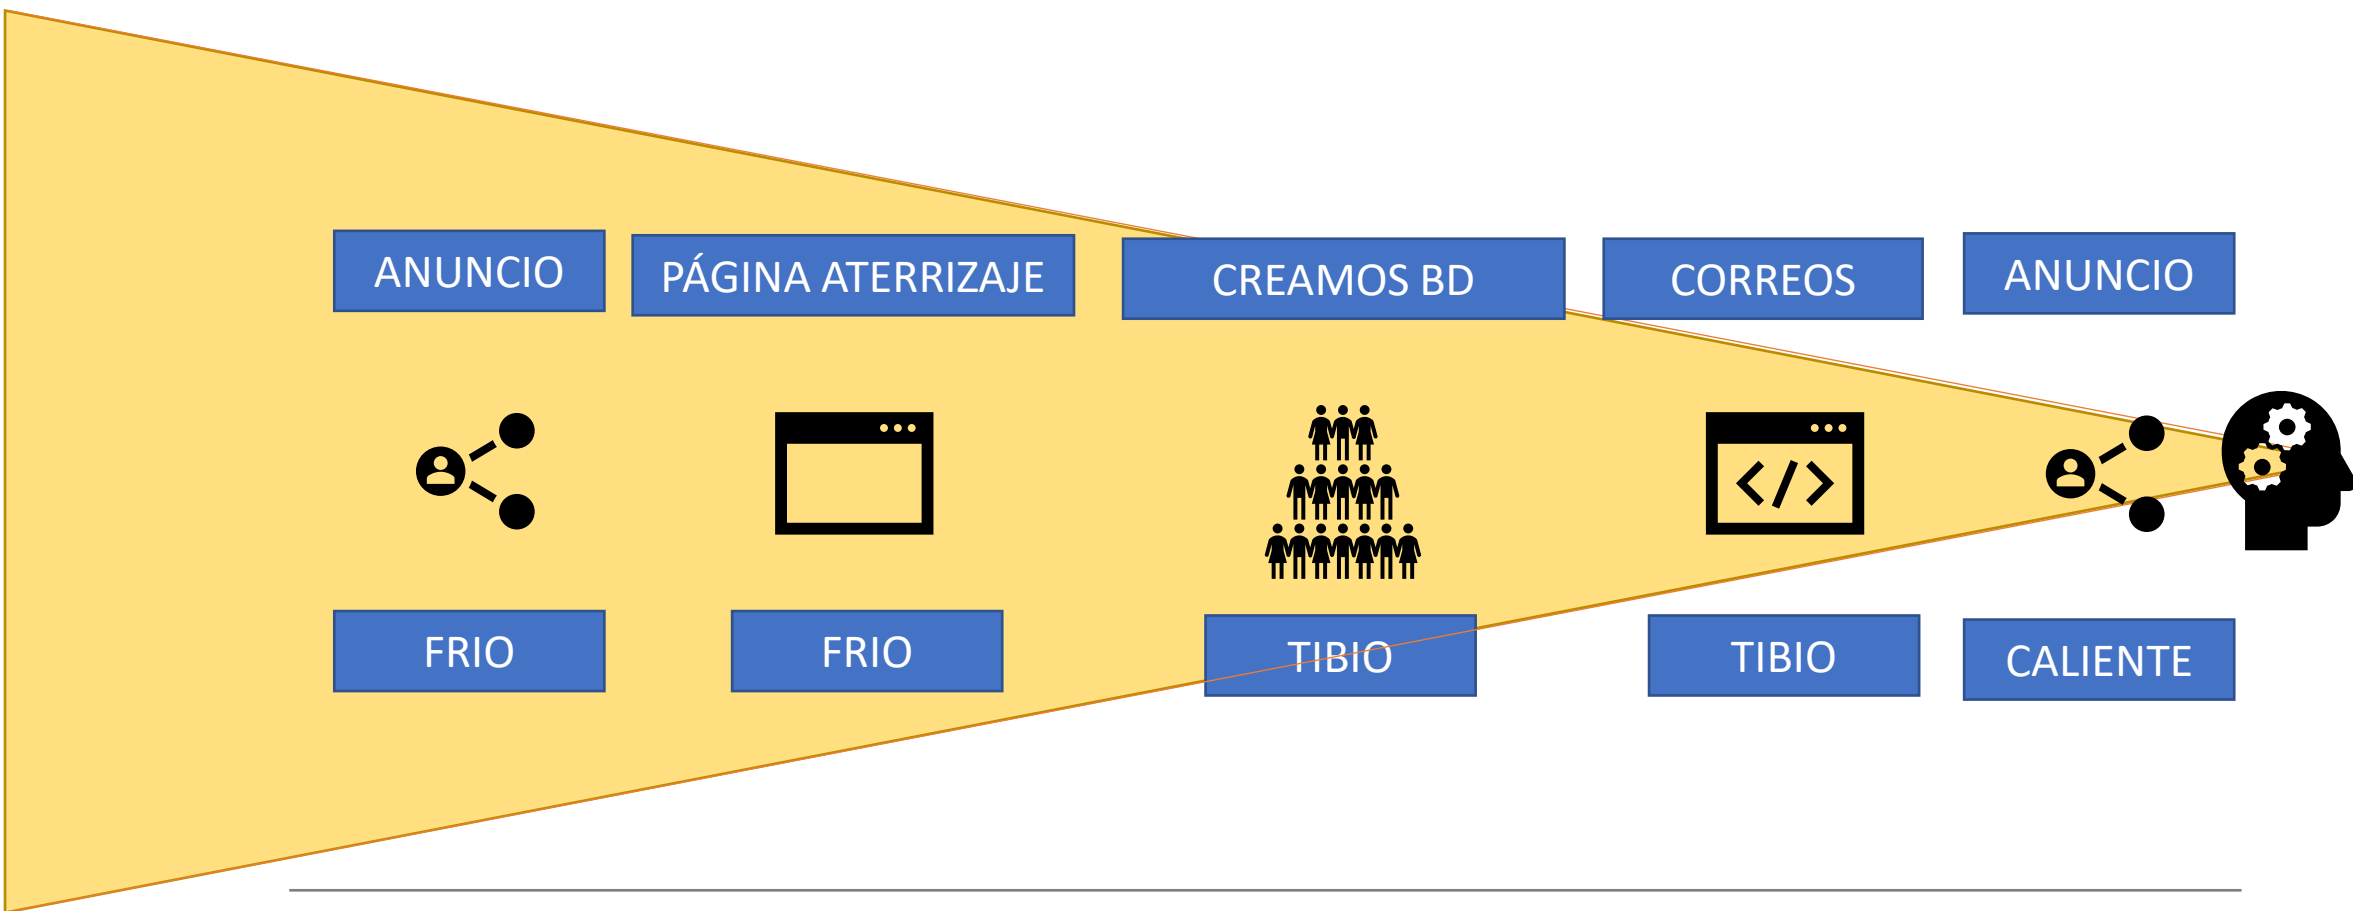 ANUNCIO
PÁGINA ATERRIZAJE
CREAMOS BD
CORREOS
ANUNCIO
FRIO
FRIO
TIBIO
TIBIO
CALIENTE